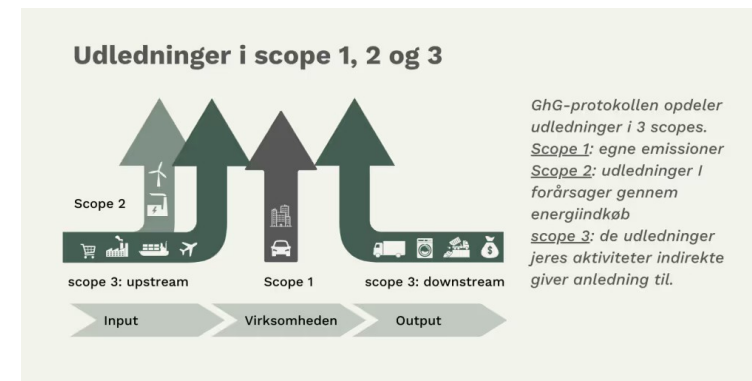 Udledninger i scope 1, 2 og 3
GhG-protokollen opdeler
udledninger i 3 scopes.
Scope 1: egne emissioner
Scope 2: udledninger I
forårsager gennem
energiindkøb
scope 3: de udledninger
jeres aktiviteter indirekte
giver anledning til.
Scope 2
scope 3: upstream
Scope 1
scope 3: downstream
Input
Virksomheden
Output